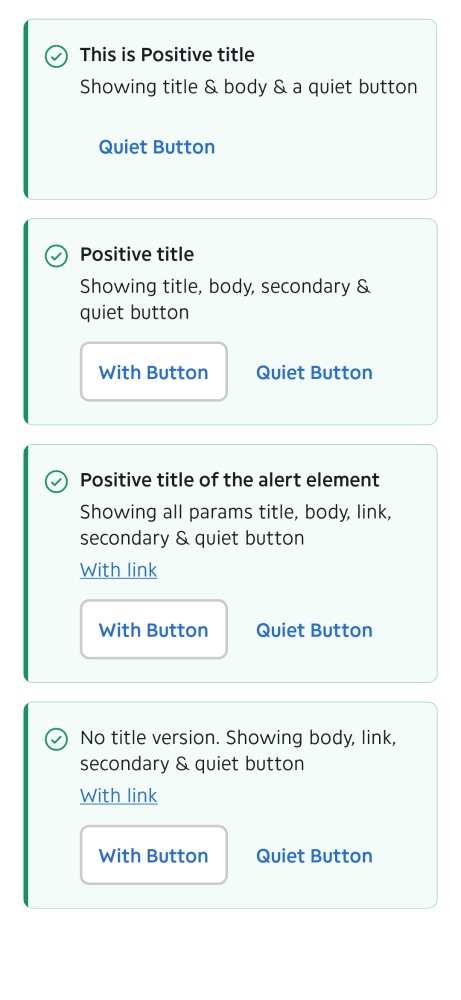 This is Positive title
Showing title & body & a quiet button
Quiet Button
Positive title
Showing title, body, secondary &
quiet button
With Button
Quiet Button
Positive title of the alert element
Showing all params title, body, link,
secondary & quiet button
With link
With Button
Quiet Button
No title version. Showing body, link,
secondary & quiet button
With link
With Button
Quiet Button